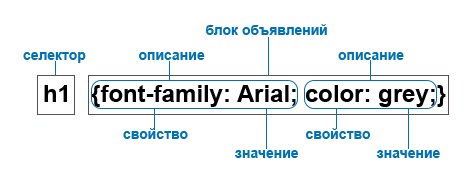 блок объявлений
селектор описание описание
h1 {font-family: Arial; color: grey;}
свойство свойство
значение значение